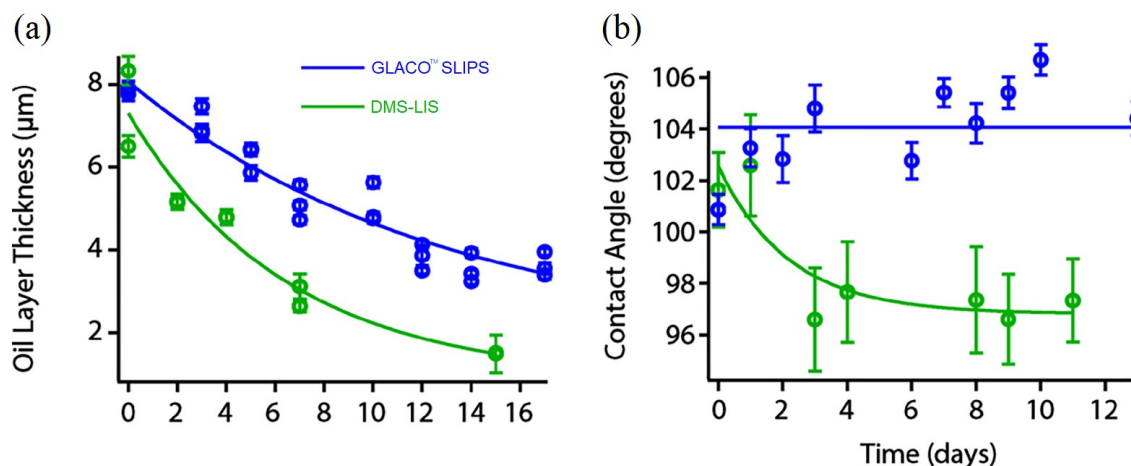 (a)
(b)
Oil Layer Thickness (μm)
8
6
4
2
0 2 4 6 8 10 12 14 16
GLACO™ SLIPS
DMS-LIS
Contact Angle (degrees)
106
104
102
100
98
96
0 2 4 6 8 10 12
Time (days)